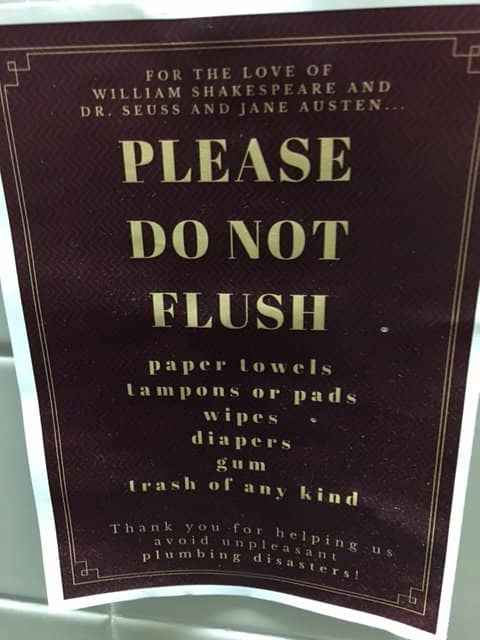 FOR THE LOVE OF
WILLIAM SHAKESPEARE AND
DR. SEUSS AND JANE AUSTEN...
PLEASE
DO NOT
FLUSH
paper towels
tampons or pads
wipes
diapers
gum
trash of any kind
Thank you for helping us
avoid unpleasant
plumbing disasters!